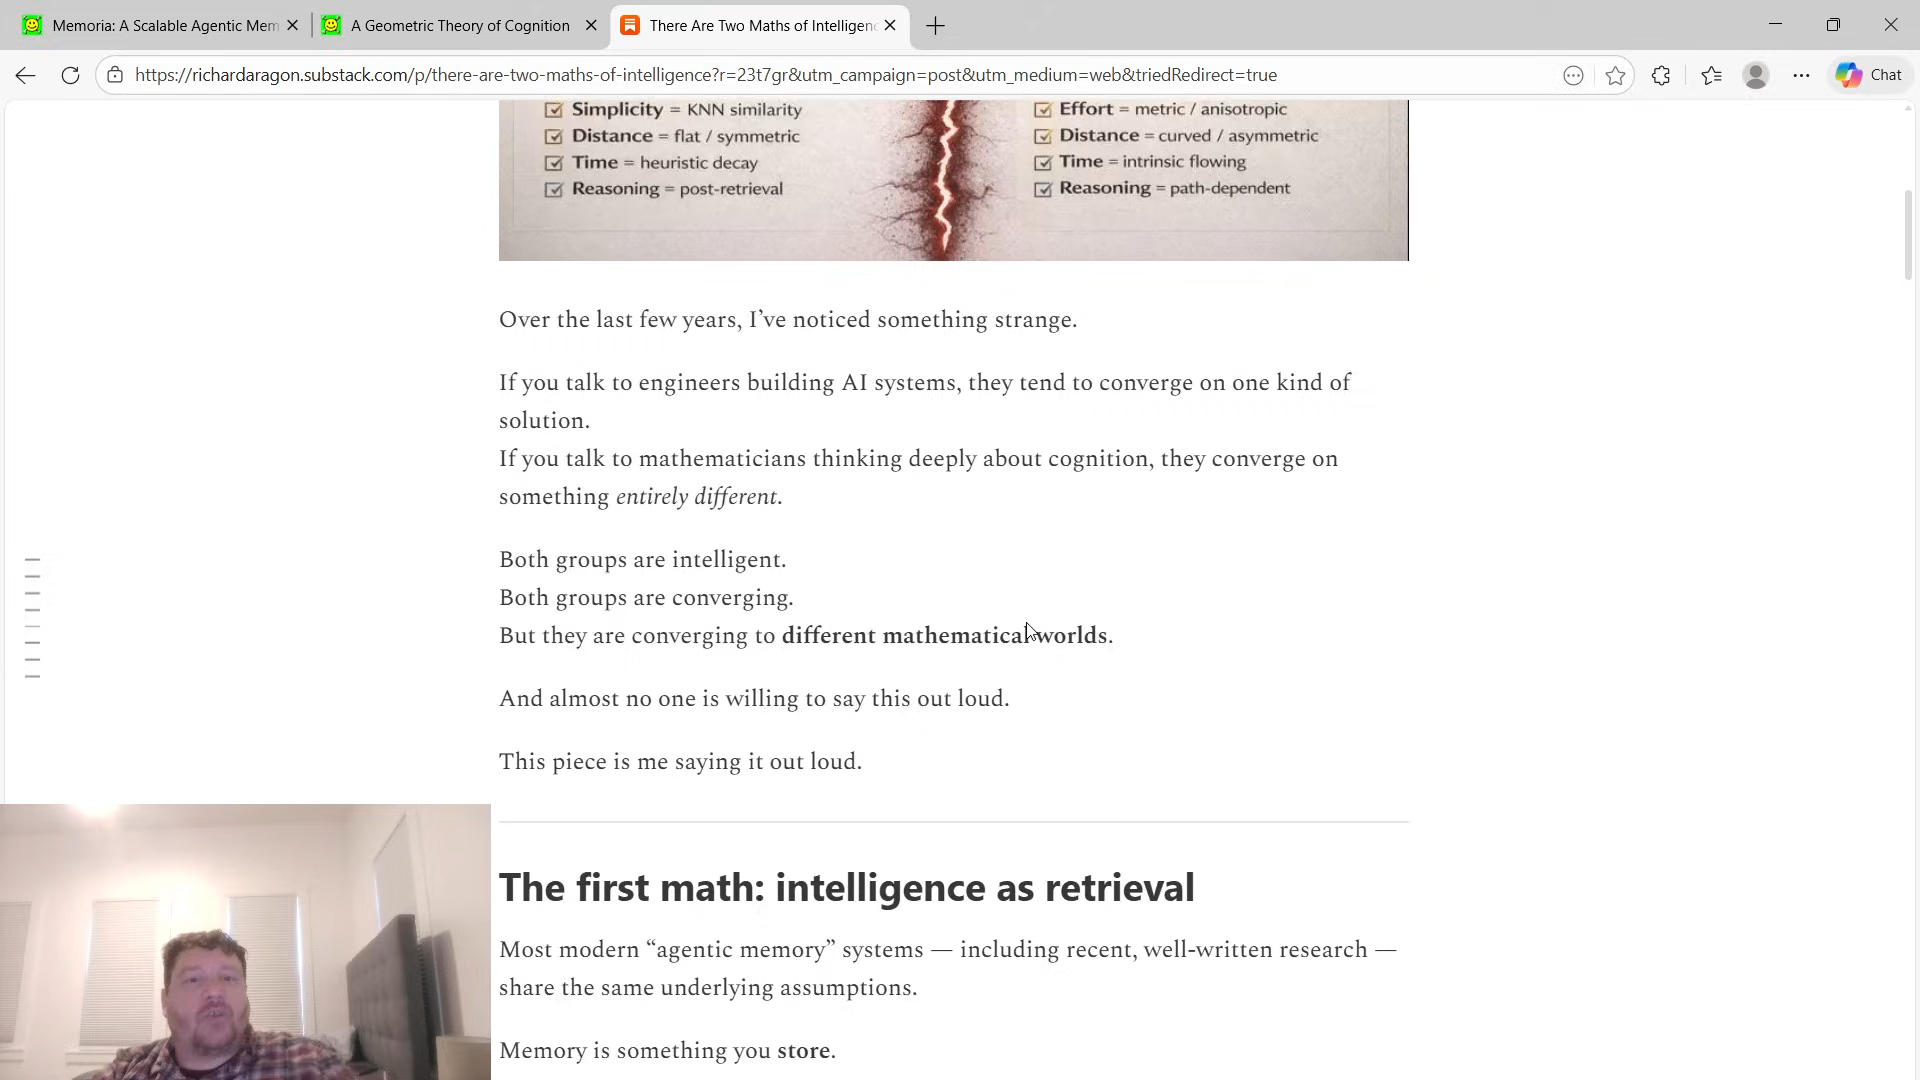 Memoria: A Scalable Agentic Mem
A Geometric Theory of Cognition
There Are Two Maths of Intelligenc
https://richardaragon.substack.com/p/there-are-two-maths-of-intelligence?r=23t7gr&utm_campaign=post&utm_medium=web&triedRedirect=true
Chat
Simplicity = KNN similarity
Distance = flat / symmetric
Time = heuristic decay
Reasoning = post-retrieval
Effort = metric / anisotropic
Distance = curved / asymmetric
Time = intrinsic flowing
Reasoning = path-dependent
Over the last few years, I’ve noticed something strange.
If you talk to engineers building AI systems, they tend to converge on one kind of
solution.
If you talk to mathematicians thinking deeply about cognition, they converge on
something entirely different.
Both groups are intelligent.
Both groups are converging.
But they are converging to different mathematical worlds.
And almost no one is willing to say this out loud.
This piece is me saying it out loud.
The first math: intelligence as retrieval
Most modern “agentic memory” systems — including recent, well-written research —
share the same underlying assumptions.
Memory is something you store.